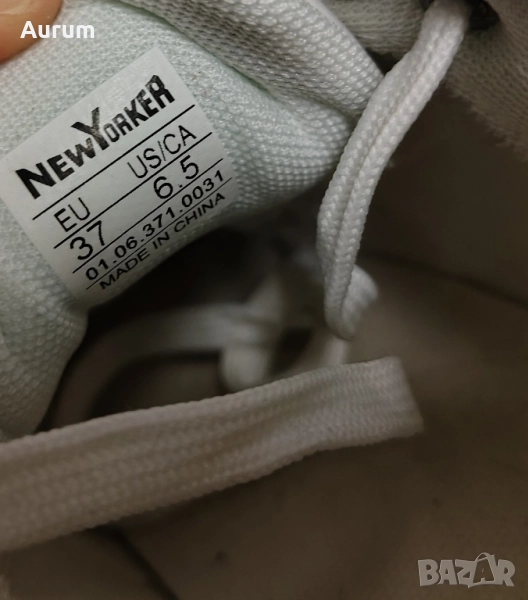 Aurum
NEWYORKER
EU US/CA
37 6.5
01.06.371.0031
MADE IN CHINA
BAZAR